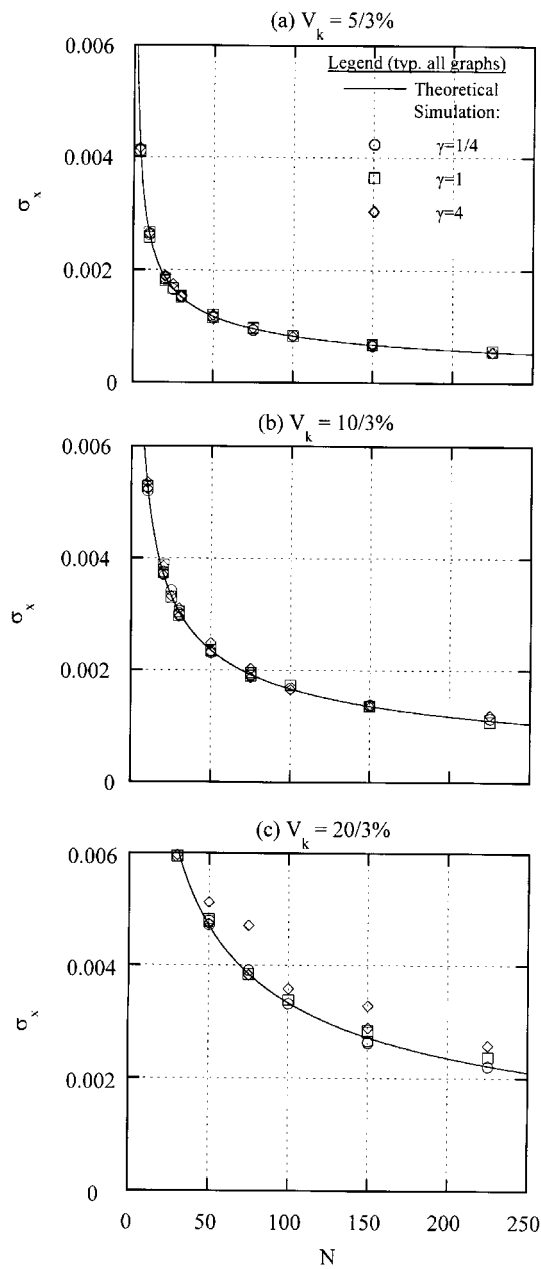 (a) V_k = 5/3%
0.006
Legend (typ. all graphs)
Theoretical
Simulation:
γ=1/4
γ=1
γ=4
0.004
σ_x
0.002
0
(b) V_k = 10/3%
0.006
0.004
σ_x
0.002
0
(c) V_k = 20/3%
0.006
0.004
σ_x
0.002
0
0 50 100 150 200 250
N